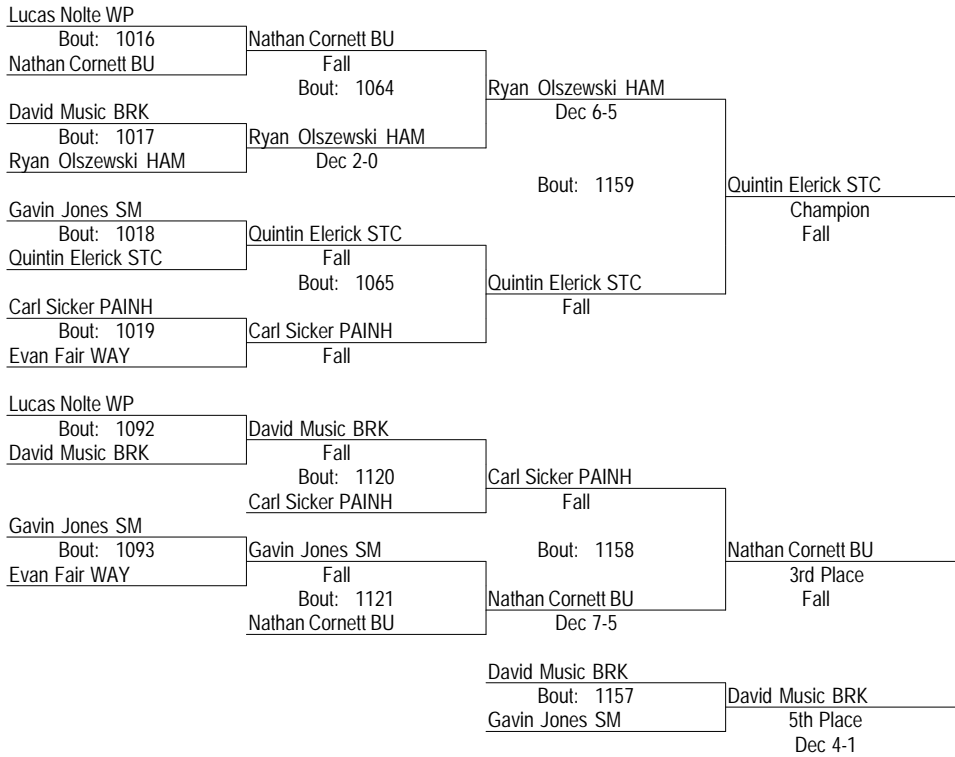 Lucas Nolte WP
Bout: 1016
Nathan Cornett BU
Nathan Cornett BU
Fall
Bout: 1064
Ryan Olszewski HAM
Dec 6-5
David Music BRK
Bout: 1017
Ryan Olszewski HAM
Ryan Olszewski HAM
Dec 2-0
Bout: 1159
Quintin Elerick STC
Champion
Fall
Gavin Jones SM
Bout: 1018
Quintin Elerick STC
Quintin Elerick STC
Fall
Bout: 1065
Quintin Elerick STC
Fall
Carl Sicker PAINH
Bout: 1019
Evan Fair WAY
Carl Sicker PAINH
Fall
Lucas Nolte WP
Bout: 1092
David Music BRK
David Music BRK
Fall
Bout: 1120
Carl Sicker PAINH
Carl Sicker PAINH
Fall
Gavin Jones SM
Bout: 1093
Evan Fair WAY
Gavin Jones SM
Fall
Bout: 1121
Nathan Cornett BU
Bout: 1158
Nathan Cornett BU
Dec 7-5
Nathan Cornett BU
3rd Place
Fall
David Music BRK
Bout: 1157
Gavin Jones SM
David Music BRK
5th Place
Dec 4-1